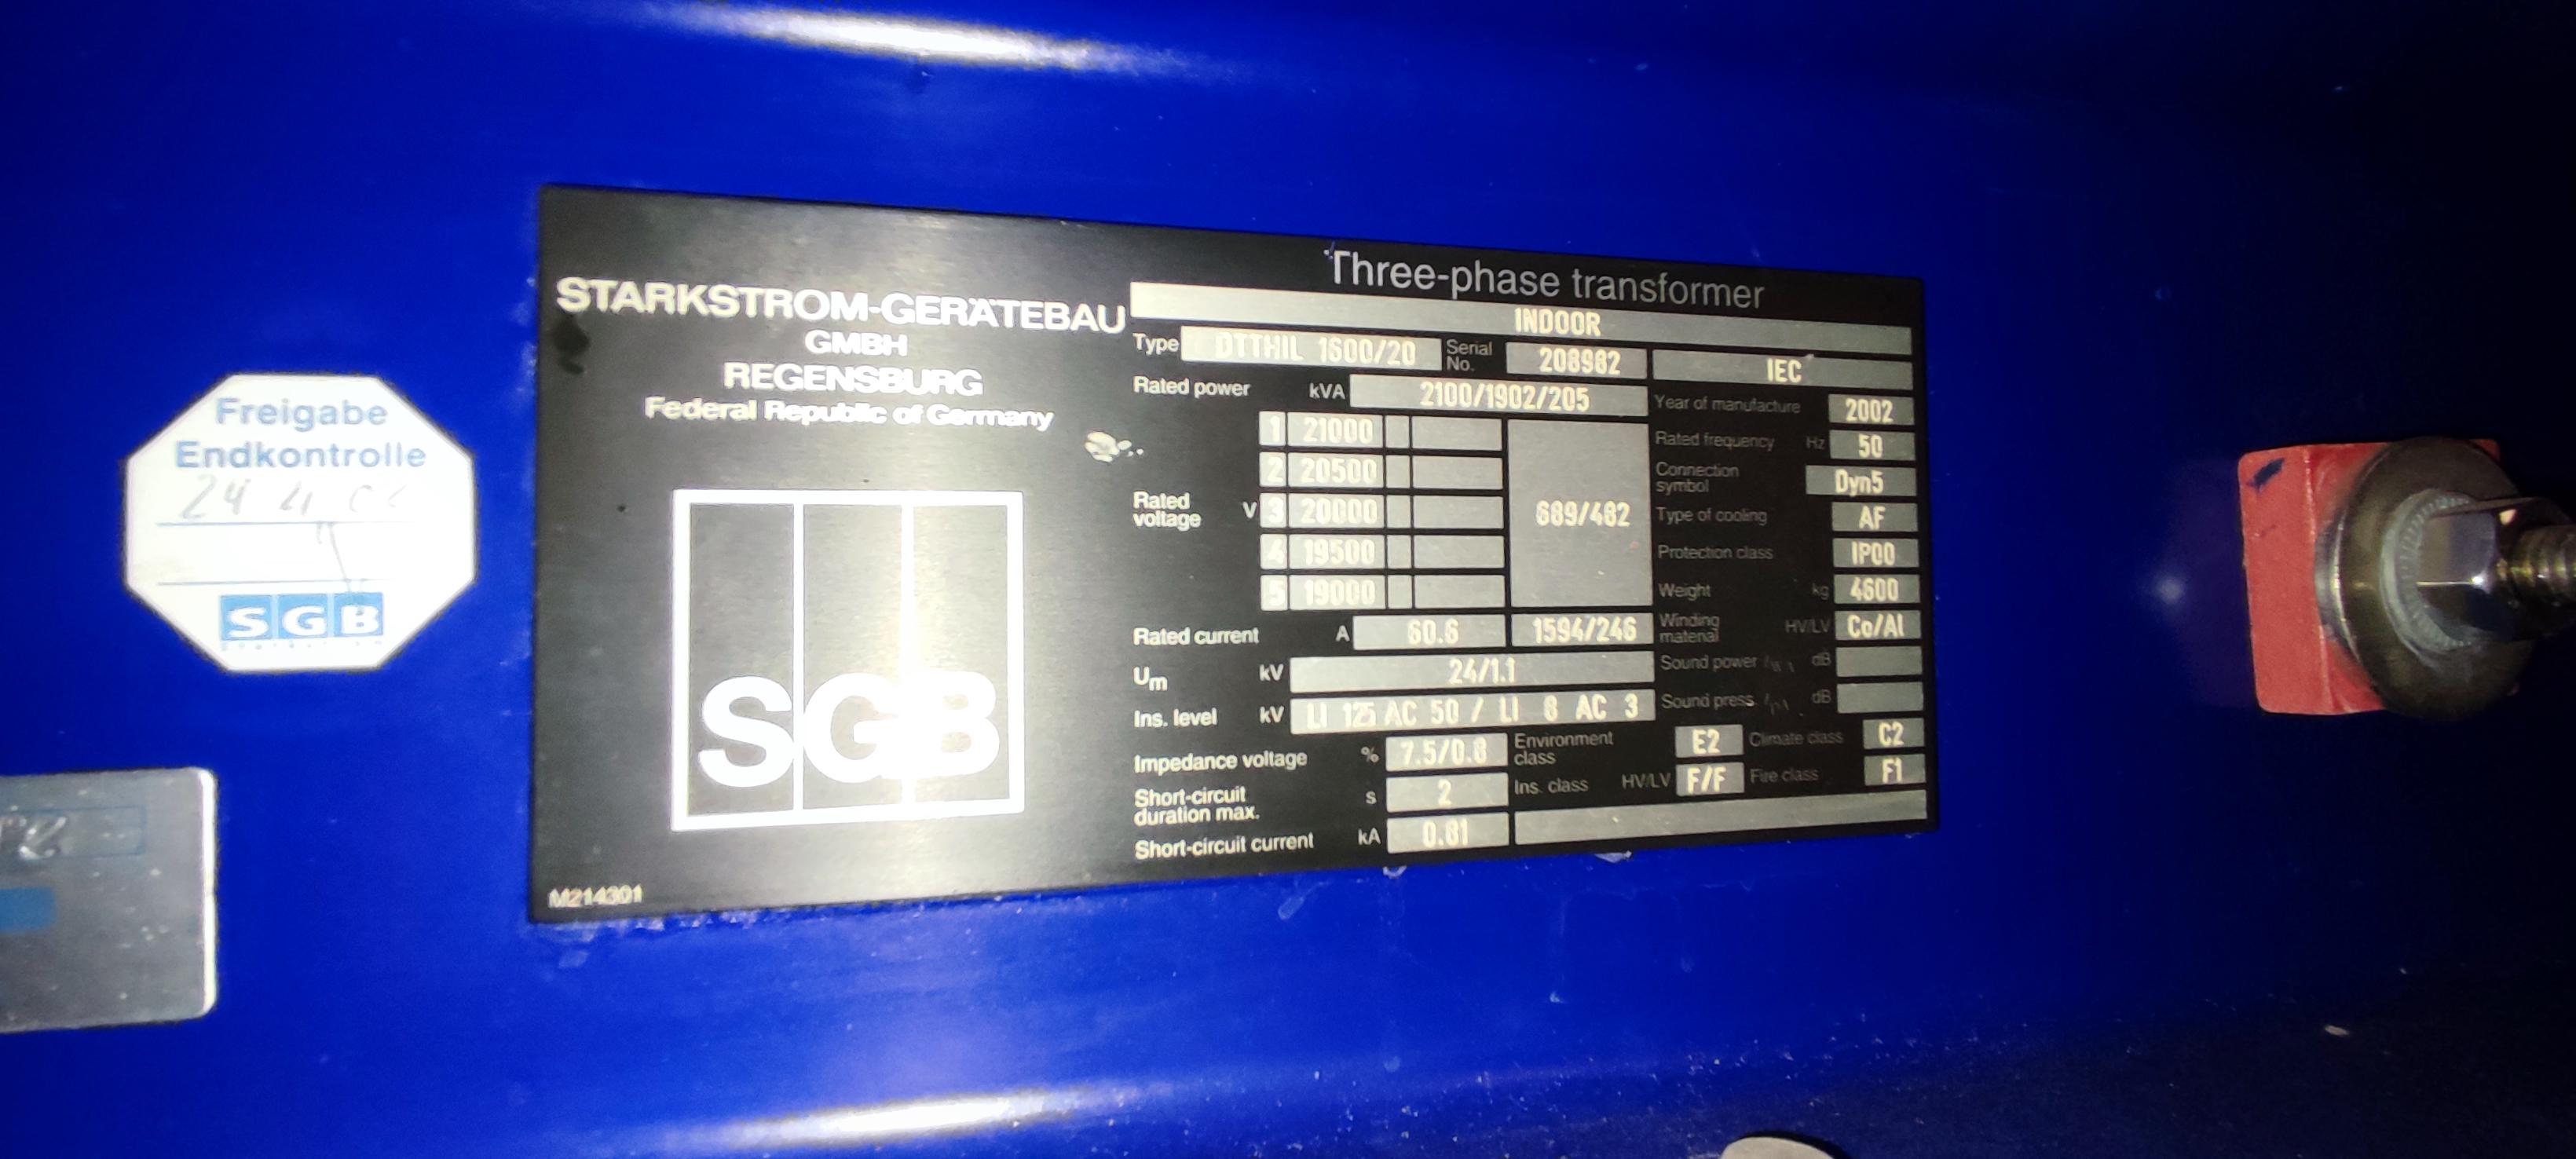 Freigabe
Endkontrolle
SGB
STARKSTROM-GERÄTEBAU
GMBH
REGENSBURG
Federal Republic of Germany
SGB
M214301
Three-phase transformer
INDOOR
Type DTTHIL 1600/20 Serial No. 208982 IEC
Rated power kVA 2100/1902/205
Year of manufacture 2002
Rated voltage V
1 21000
2 20500
3 20000
4 19500
5 19000
689/482
Rated frequency Hz 50
Connection symbol Dyn5
Type of cooling AF
Protection class IP00
Weight kg 4600
Rated current A 60.6 1594/246
Winding material HV/LV Co/Al
Um kV 24/1.1
Sound power dB
Ins. level kV LI 125 AC 50 / LI 8 AC 3
Sound press. dB
Impedance voltage % 7.5/0.8
Environment class E2 Climate class C2
Short-circuit duration max. s 2
Ins. class HV/LV F/F Fire class F1
Short-circuit current kA 0.81